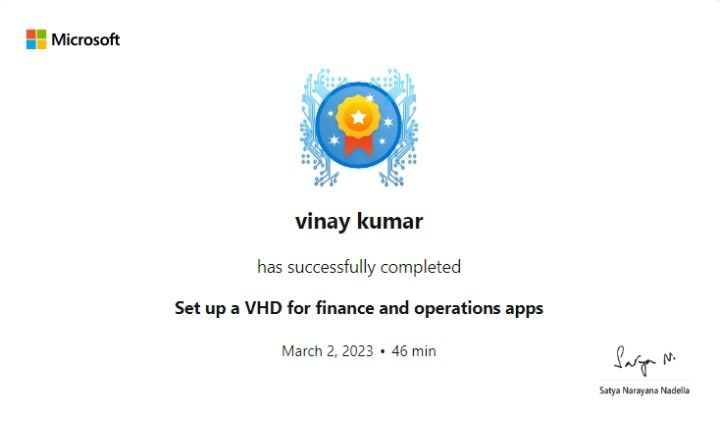 Microsoft
vinay kumar
has successfully completed
Set up a VHD for finance and operations apps
March 2, 2023 • 46 min
Satya N.
Satya Narayana Nadella